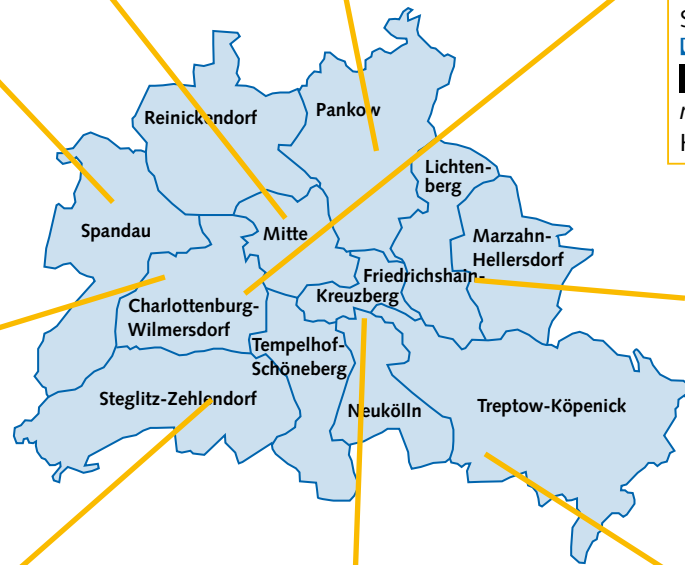 S
Reinickendorf
Pankow
Lichten-
berg
Spandau
Mitte
Marzahn-
Hellersdorf
Friedrichshain-
Kreuzberg
Charlottenburg-
Wilmersdorf
Tempelhof-
Schöneberg
Steglitz-Zehlendorf
Neukölln
Treptow-Köpenick